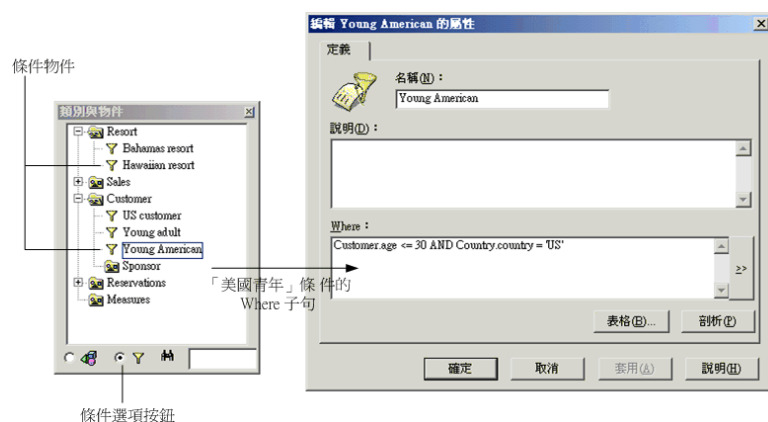 條件物件
類別與物件
Resort
Bahamas resort
Hawaiian resort
Sales
Customer
US customer
Young adult
Young American
Sponsor
Reservations
Measures
條件選項按鈕
「美國青年」條件的
Where 子句
編輯 Young American 的屬性
定義
名稱(N):
Young American
說明(D):
Where:
Customer.age <= 30 AND Country.country = 'US'
>>
表格(B)...
剖析(P)
確定
取消
套用(A)
說明(H)